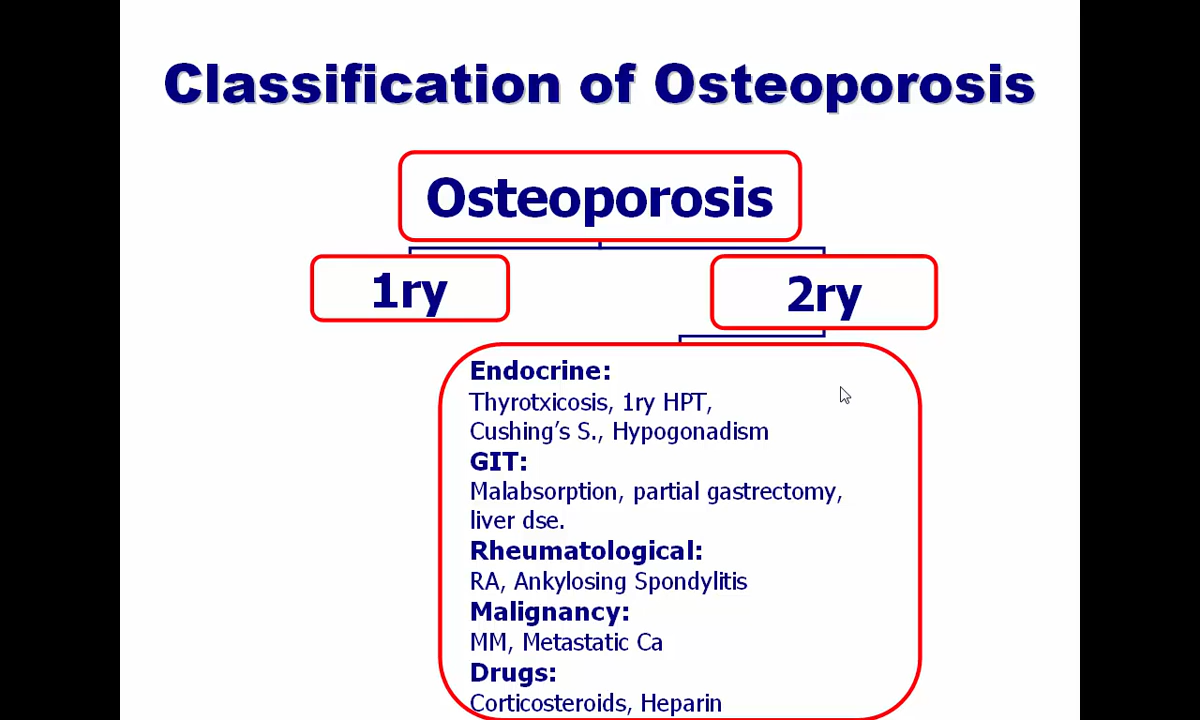 Classification of Osteoporosis
Osteoporosis
1ry
2ry
Endocrine:
Thyrotxicosis, 1ry HPT,
Cushing’s S., Hypogonadism
GIT:
Malabsorption, partial gastrectomy,
liver dse.
Rheumatological:
RA, Ankylosing Spondylitis
Malignancy:
MM, Metastatic Ca
Drugs:
Corticosteroids, Heparin